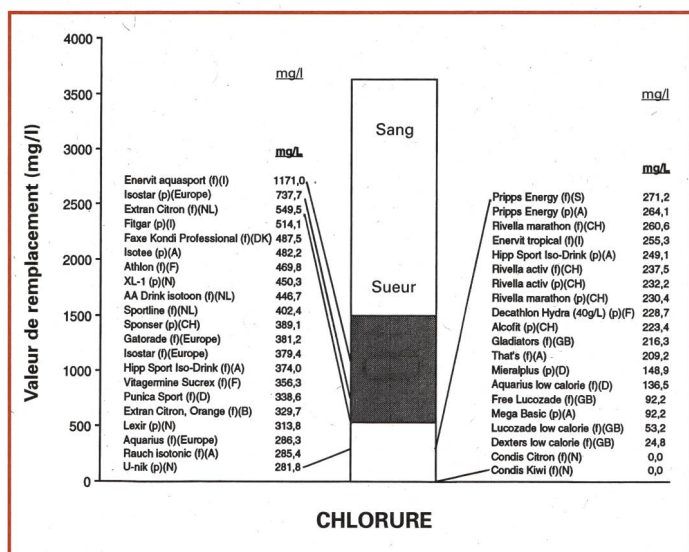 Valeur de remplacement (mg/l)
4000
3500
3000
2500
2000
1500
1000
500
0
mg/l
mg/L
Enervit aquasport (f)(I) 1171,0
Isostar (p)(Europe) 737,7
Extran Citron (f)(NL) 549,5
Fitgar (p)(I) 514,1
Faxe Kondi Professional (f)(DK) 487,5
Isotee (p)(A) 482,2
Athlon (f)(F) 469,8
XL-1 (p)(N) 450,3
AA Drink isotoon (f)(NL) 446,7
Sportline (f)(NL) 402,4
Sponser (p)(CH) 389,1
Gatorade (f)(Europe) 381,2
Isostar (f)(Europe) 379,4
Hipp Sport Iso-Drink (f)(A) 374,0
Vitagermine Sucrex (f)(F) 356,3
Punica Sport (f)(D) 338,6
Extran Citron, Orange (f)(B) 329,7
Lexir (p)(N) 313,8
Aquarius (f)(Europe) 286,3
Rauch isotonic (f)(A) 285,4
U-nik (p)(N) 281,8
Sang
Sueur
mg/l
mg/L
Pripps Energy (f)(S) 271,2
Pripps Energy (p)(A) 264,1
Rivella marathon (f)(CH) 260,6
Enervit tropical (f)(I) 255,3
Hipp Sport Iso-Drink (p)(A) 249,1
Rivella activ (f)(CH) 237,5
Rivella activ (p)(CH) 232,2
Rivella marathon (p)(CH) 230,4
Decathlon Hydra (40g/L) (p)(F) 228,7
Alcofit (p)(CH) 223,4
Gladiators (f)(GB) 216,3
That's (f)(A) 209,2
Mieralplus (p)(D) 148,9
Aquarius low calorie (f)(D) 136,5
Free Lucozade (f)(GB) 92,2
Mega Basic (p)(A) 92,2
Lucozade low calorie (f)(GB) 53,2
Dexters low calorie (f)(GB) 24,8
Condis Citron (f)(N) 0,0
Condis Kiwi (f)(N) 0,0
CHLORURE